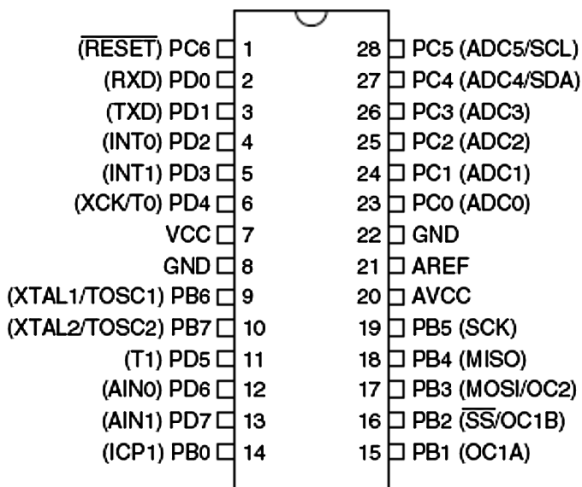 (RESET) PC6 1 28 PC5 (ADC5/SCL)
(RXD) PD0 2 27 PC4 (ADC4/SDA)
(TXD) PD1 3 26 PC3 (ADC3)
(INT0) PD2 4 25 PC2 (ADC2)
(INT1) PD3 5 24 PC1 (ADC1)
(XCK/T0) PD4 6 23 PC0 (ADC0)
VCC 7 22 GND
GND 8 21 AREF
(XTAL1/TOSC1) PB6 9 20 AVCC
(XTAL2/TOSC2) PB7 10 19 PB5 (SCK)
(T1) PD5 11 18 PB4 (MISO)
(AIN0) PD6 12 17 PB3 (MOSI/OC2)
(AIN1) PD7 13 16 PB2 (SS/OC1B)
(ICP1) PB0 14 15 PB1 (OC1A)